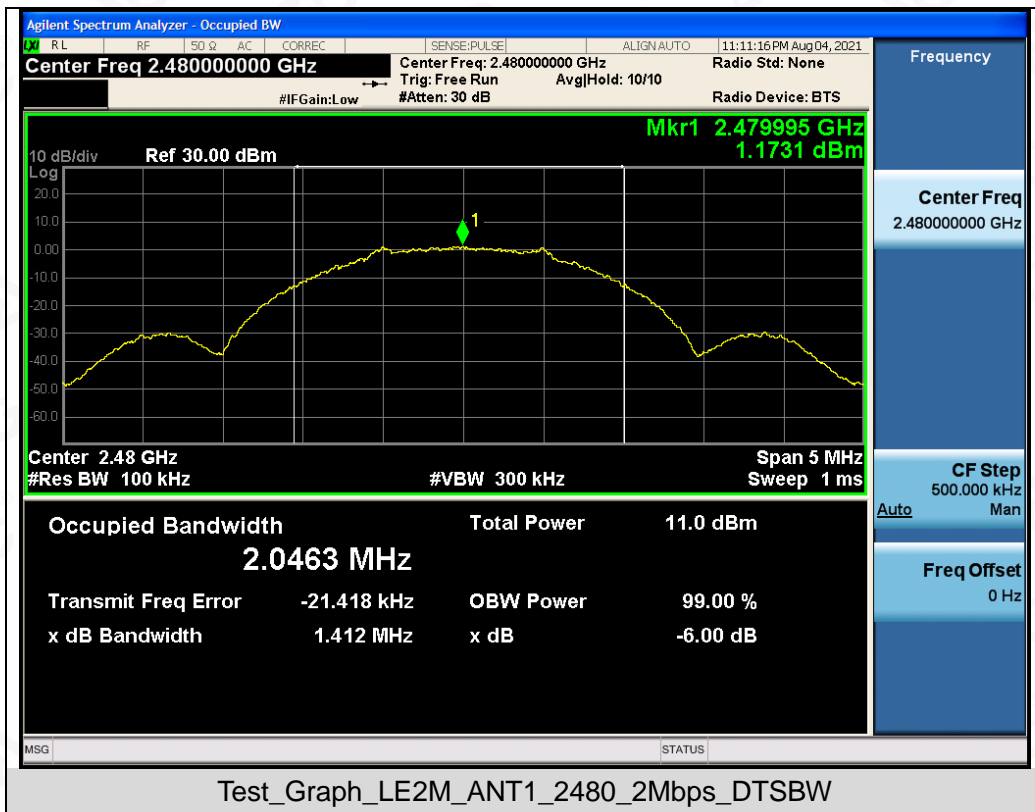 Agilent Spectrum Analyzer - Occupied BW
LXI RL RF 50 Ω AC CORREC SENSE:PULSE ALIGN AUTO 11:11:16 PM Aug 04, 2021
Center Freq 2.480000000 GHz
Center Freq: 2.480000000 GHz
Radio Std: None
Trig: Free Run Avg|Hold: 10/10
#IFGain:Low #Atten: 30 dB Radio Device: BTS
Mkr1 2.479995 GHz
1.1731 dBm
10 dB/div Ref 30.00 dBm
Log
20.0
10.0
1
0.00
-10.0
-20.0
-30.0
-40.0
-50.0
-60.0
Center 2.48 GHz Span 5 MHz
#Res BW 100 kHz #VBW 300 kHz Sweep 1 ms
Occupied Bandwidth Total Power 11.0 dBm
2.0463 MHz
Transmit Freq Error -21.418 kHz OBW Power 99.00 %
x dB Bandwidth 1.412 MHz x dB -6.00 dB
Frequency
Center Freq
2.480000000 GHz
CF Step
500.000 kHz
Auto Man
Freq Offset
0 Hz
MSG STATUS
Test_Graph_LE2M_ANT1_2480_2Mbps_DTSBW